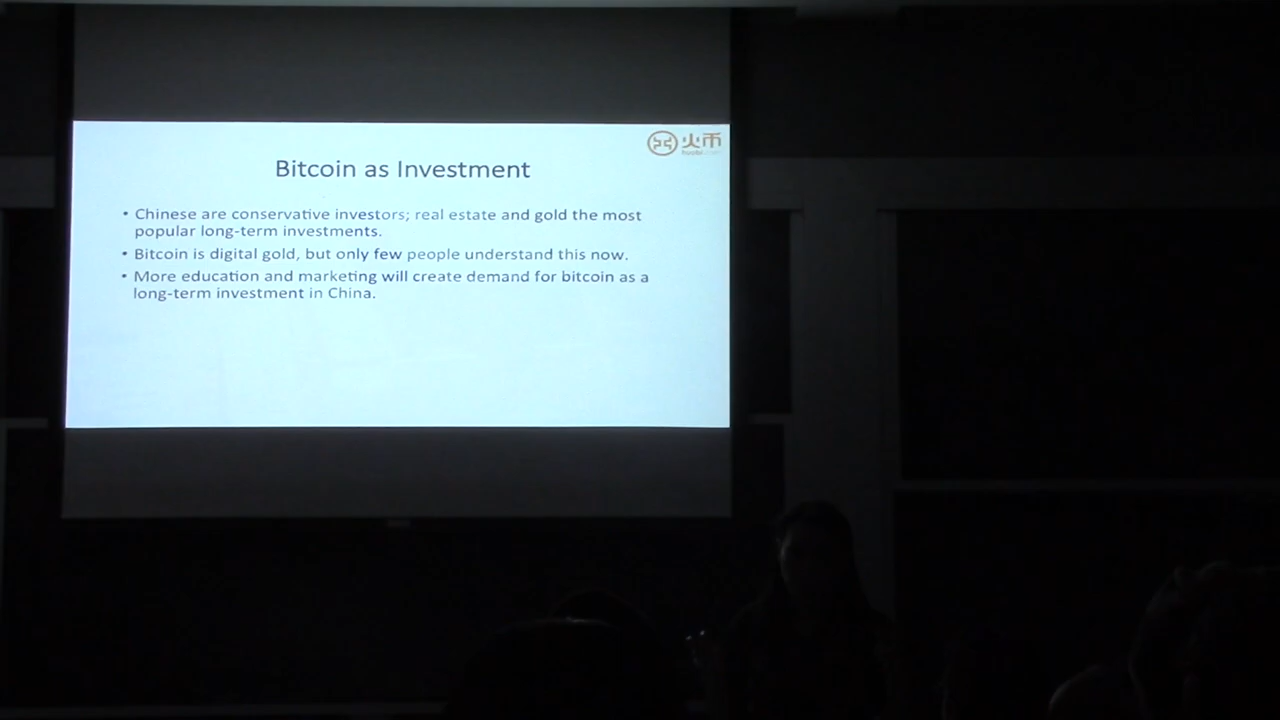 火币
Bitcoin as Investment
• Chinese are conservative investors; real estate and gold the most
popular long-term investments.
• Bitcoin is digital gold, but only few people understand this now.
• More education and marketing will create demand for bitcoin as a
long-term investment in China.